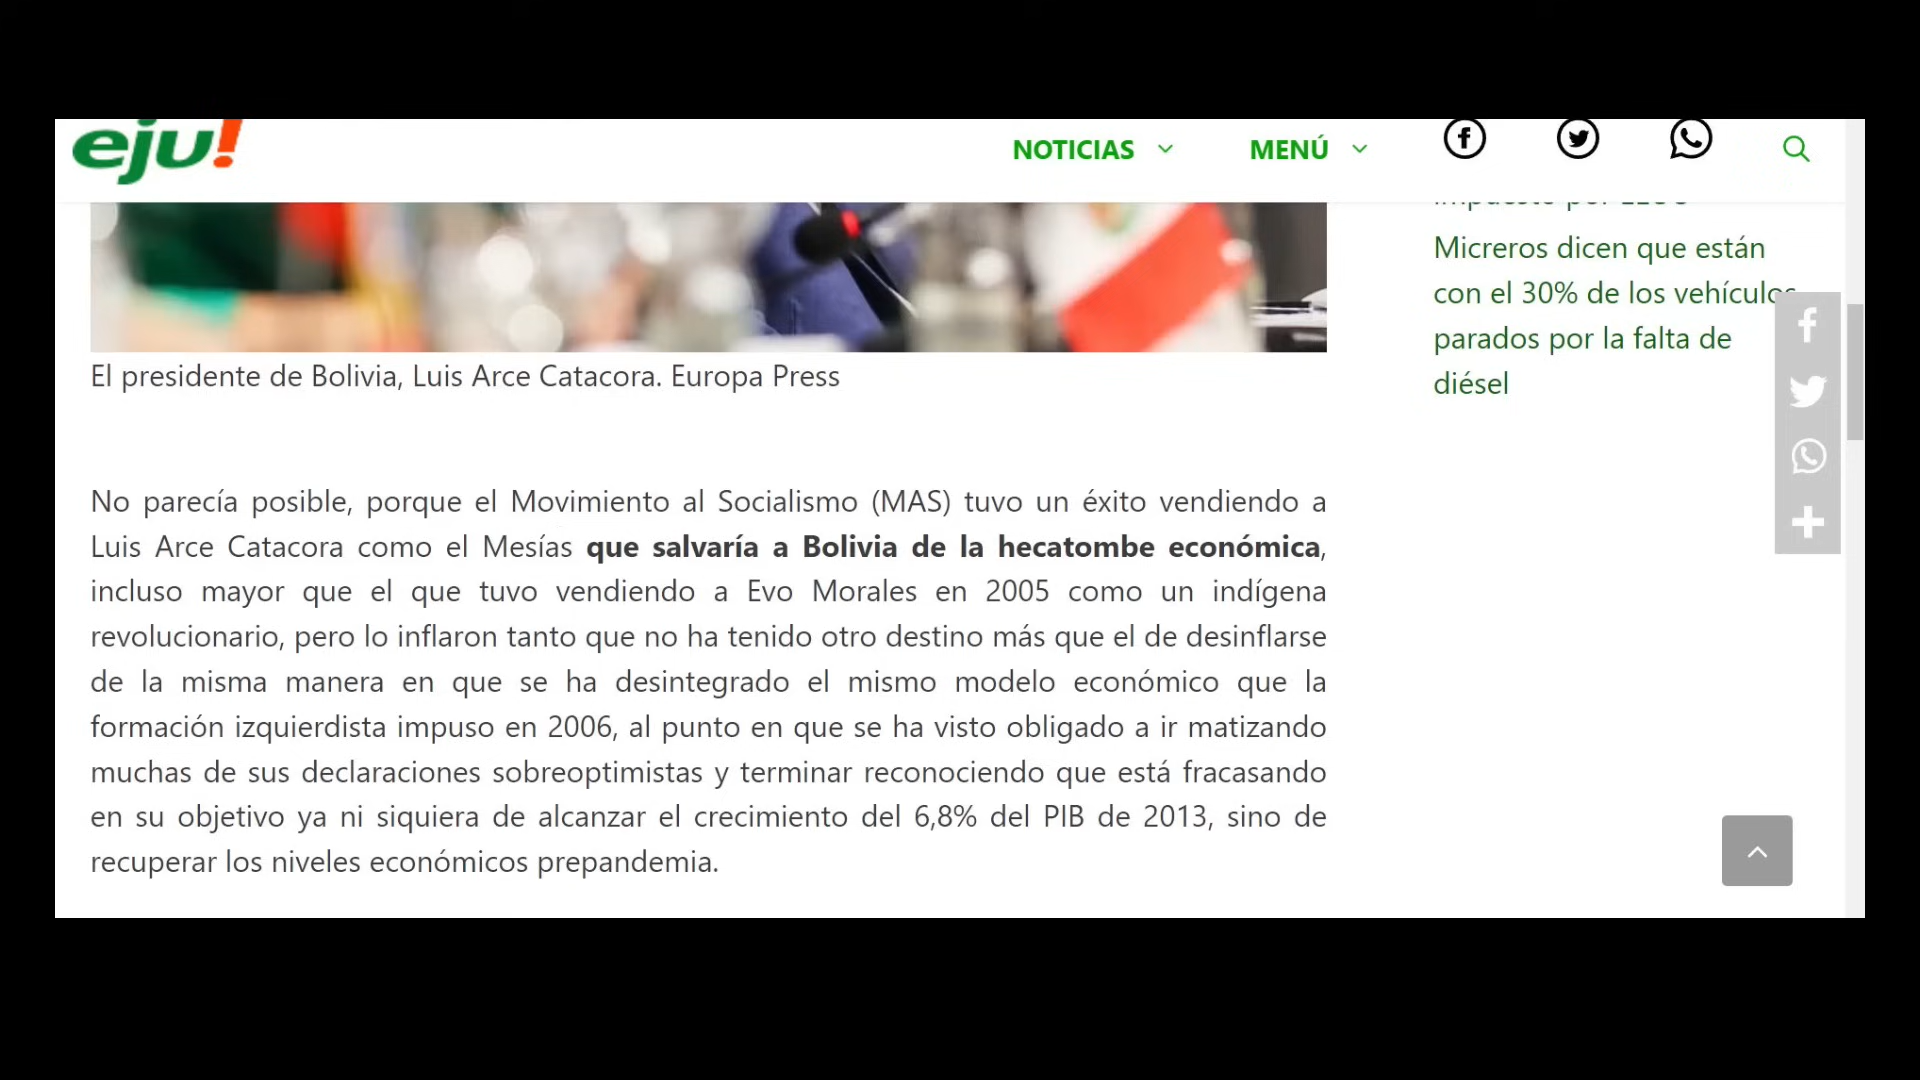 eju!
NOTICIAS
MENÚ
Micreros dicen que están
con el 30% de los vehículos
parados por la falta de
diésel
El presidente de Bolivia, Luis Arce Catacora. Europa Press
No parecía posible, porque el Movimiento al Socialismo (MAS) tuvo un éxito vendiendo a
Luis Arce Catacora como el Mesías que salvaría a Bolivia de la hecatombe económica,
incluso mayor que el que tuvo vendiendo a Evo Morales en 2005 como un indígena
revolucionario, pero lo inflaron tanto que no ha tenido otro destino más que el de desinflarse
de la misma manera en que se ha desintegrado el mismo modelo económico que la
formación izquierdista impuso en 2006, al punto en que se ha visto obligado a ir matizando
muchas de sus declaraciones sobreoptimistas y terminar reconociendo que está fracasando
en su objetivo ya ni siquiera de alcanzar el crecimiento del 6,8% del PIB de 2013, sino de
recuperar los niveles económicos prepandemia.